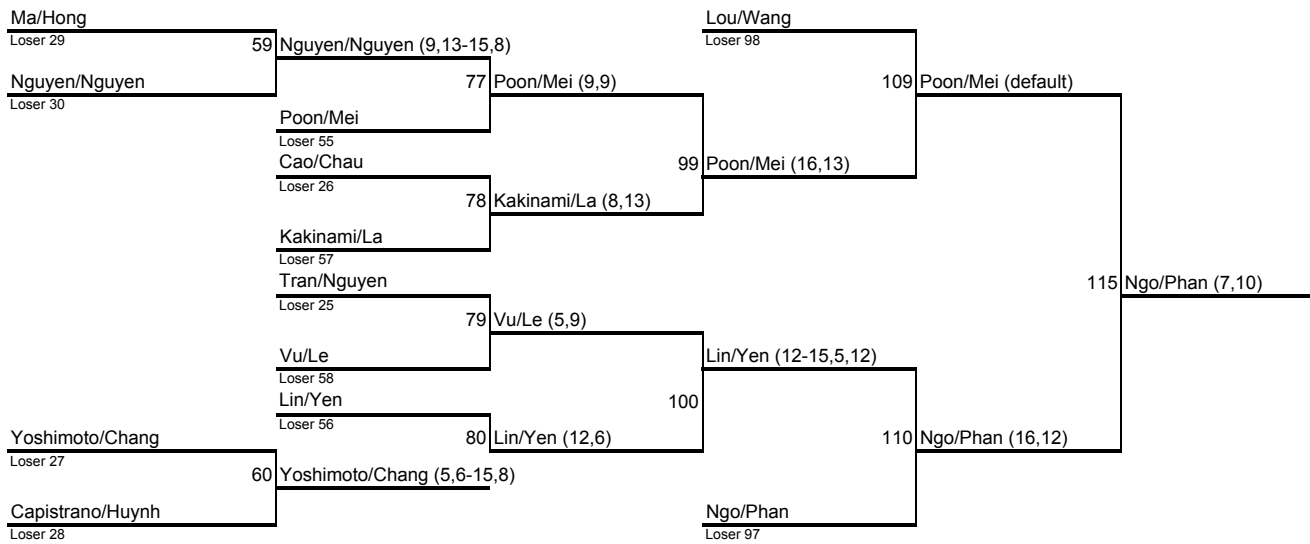 Ma/Hong
Loser 29
59 Nguyen/Nguyen (9,13-15,8)
Nguyen/Nguyen
Loser 30
77 Poon/Mei (9,9)
Poon/Mei
Loser 55
Cao/Chau
Loser 26
78 Kakinami/La (8,13)
Kakinami/La
Loser 57
99 Poon/Mei (16,13)
Lou/Wang
Loser 98
109 Poon/Mei (default)
Tran/Nguyen
Loser 25
79 Vu/Le (5,9)
Vu/Le
Loser 58
Lin/Yen
Loser 56
80 Lin/Yen (12,6)
Lin/Yen (12-15,5,12)
100
Yoshimoto/Chang
Loser 27
60 Yoshimoto/Chang (5,6-15,8)
Capistrano/Huynh
Loser 28
110 Ngo/Phan (16,12)
Ngo/Phan
Loser 97
115 Ngo/Phan (7,10)